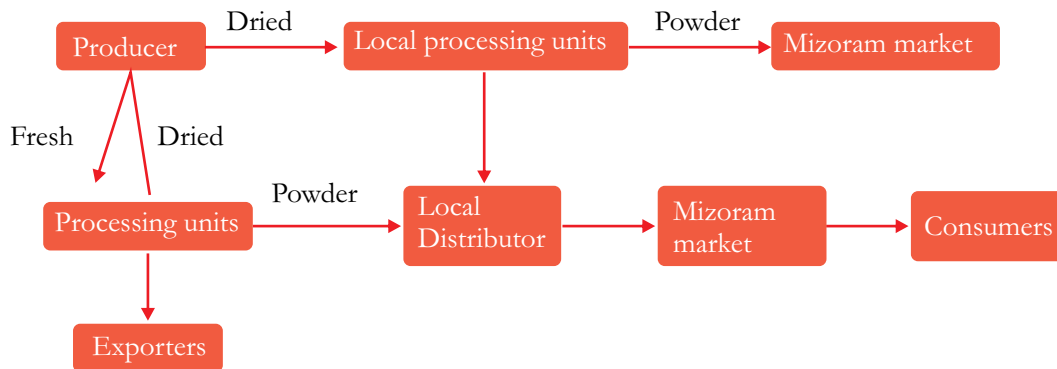 Dried
Powder
Producer
Local processing units
Mizoram market
Fresh
Dried
Powder
Processing units
Local
Distributor
Mizoram
market
Consumers
Exporters